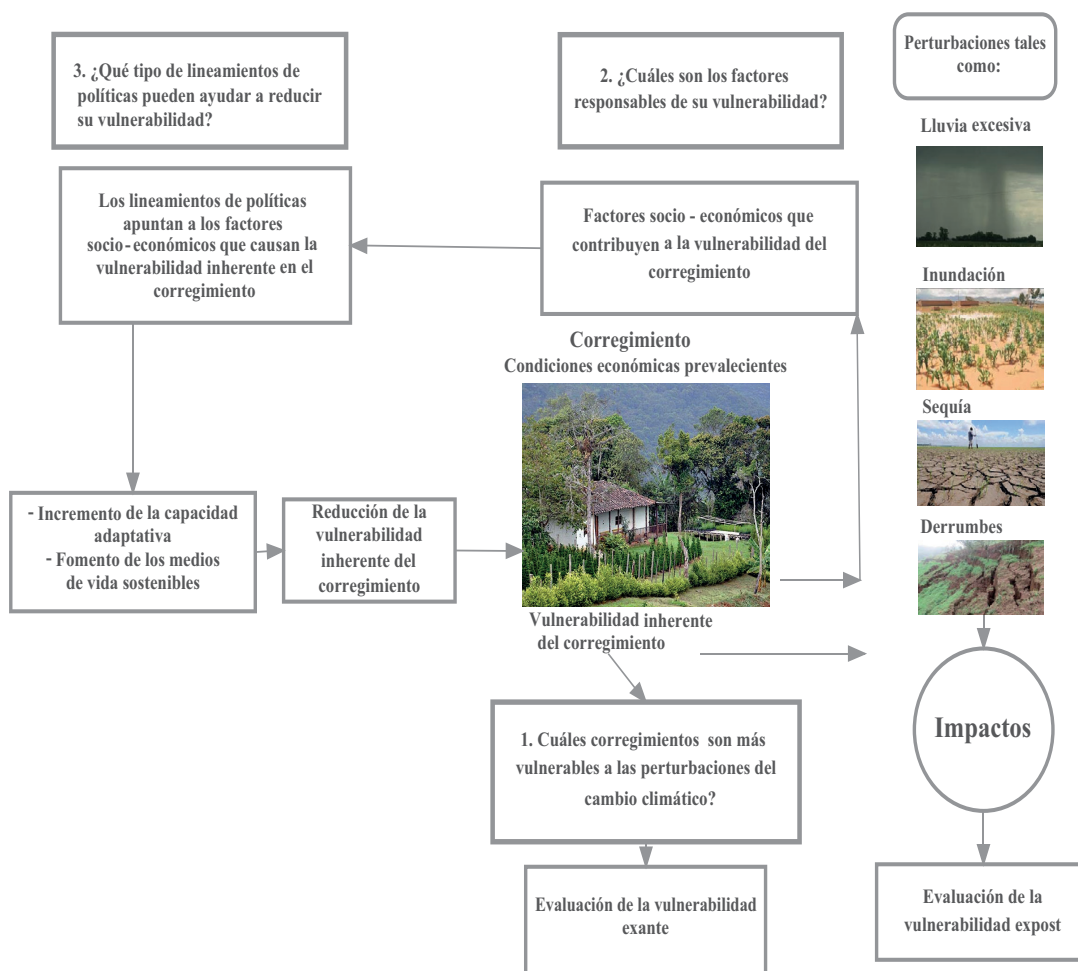 3. ¿Qué tipo de lineamientos de
políticas pueden ayudar a reducir
su vulnerabilidad?
2. ¿Cuáles son los factores
responsables de su vulnerabilidad?
Perturbaciones tales
como:
Lluvia excesiva
Los lineamientos de políticas
apuntan a los factores
socio - económicos que causan la
vulnerabilidad inherente en el
corregimiento
Factores socio - económicos que
contribuyen a la vulnerabilidad del
corregimiento
Inundación
Corregimiento
Condiciones económicas prevalecientes
Sequía
- Incremento de la capacidad
adaptativa
- Fomento de los medios
de vida sostenibles
Reducción de la
vulnerabilidad
inherente del
corregimiento
Derrumbes
Vulnerabilidad inherente
del corregimiento
1. Cuáles corregimientos son más
vulnerables a las perturbaciones del
cambio climático?
Impactos
Evaluación de la vulnerabilidad
exante
Evaluación de la
vulnerabilidad expost